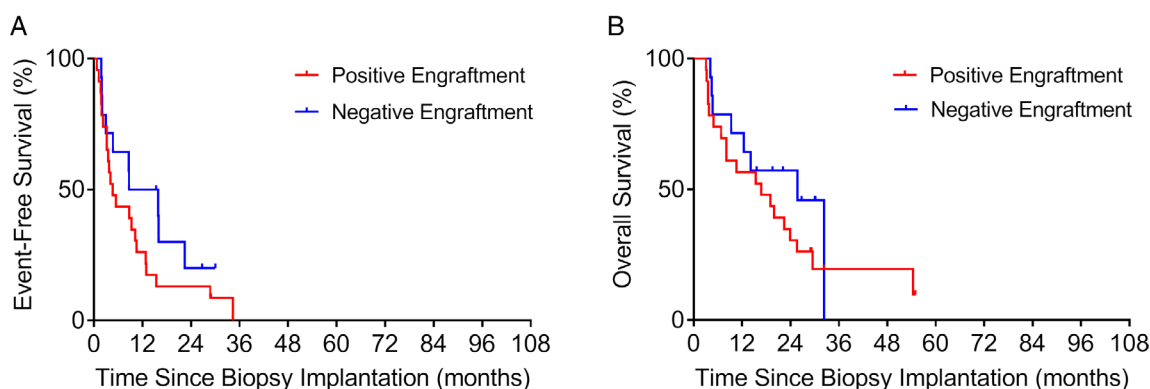 A
Event-Free Survival (%)
100
50
0
Positive Engraftment
Negative Engraftment
0 12 24 36 48 60 72 84 96 108
Time Since Biopsy Implantation (months)
B
Overall Survival (%)
100
50
0
Positive Engraftment
Negative Engraftment
0 12 24 36 48 60 72 84 96 108
Time Since Biopsy Implantation (months)